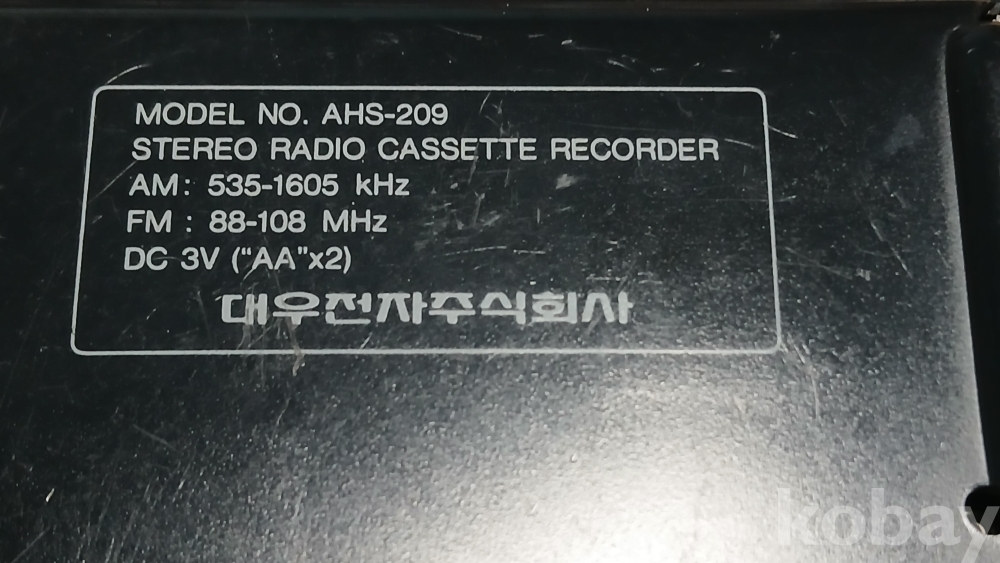 MODEL NO. AHS-209
STEREO RADIO CASSETTE RECORDER
AM: 535-1605 kHz
FM : 88-108 MHz
DC 3V ("AA"x2)
대우전자주식회사
kobay